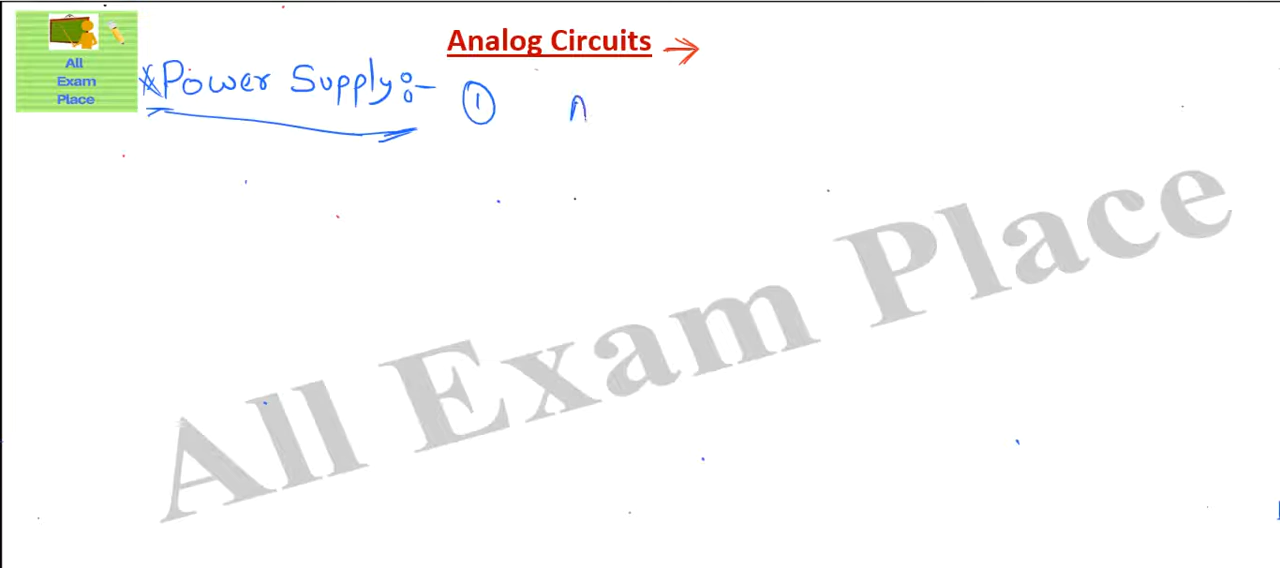 Analog Circuits →
All
Exam
Place
*Power Supply:- ①
All Exam Place